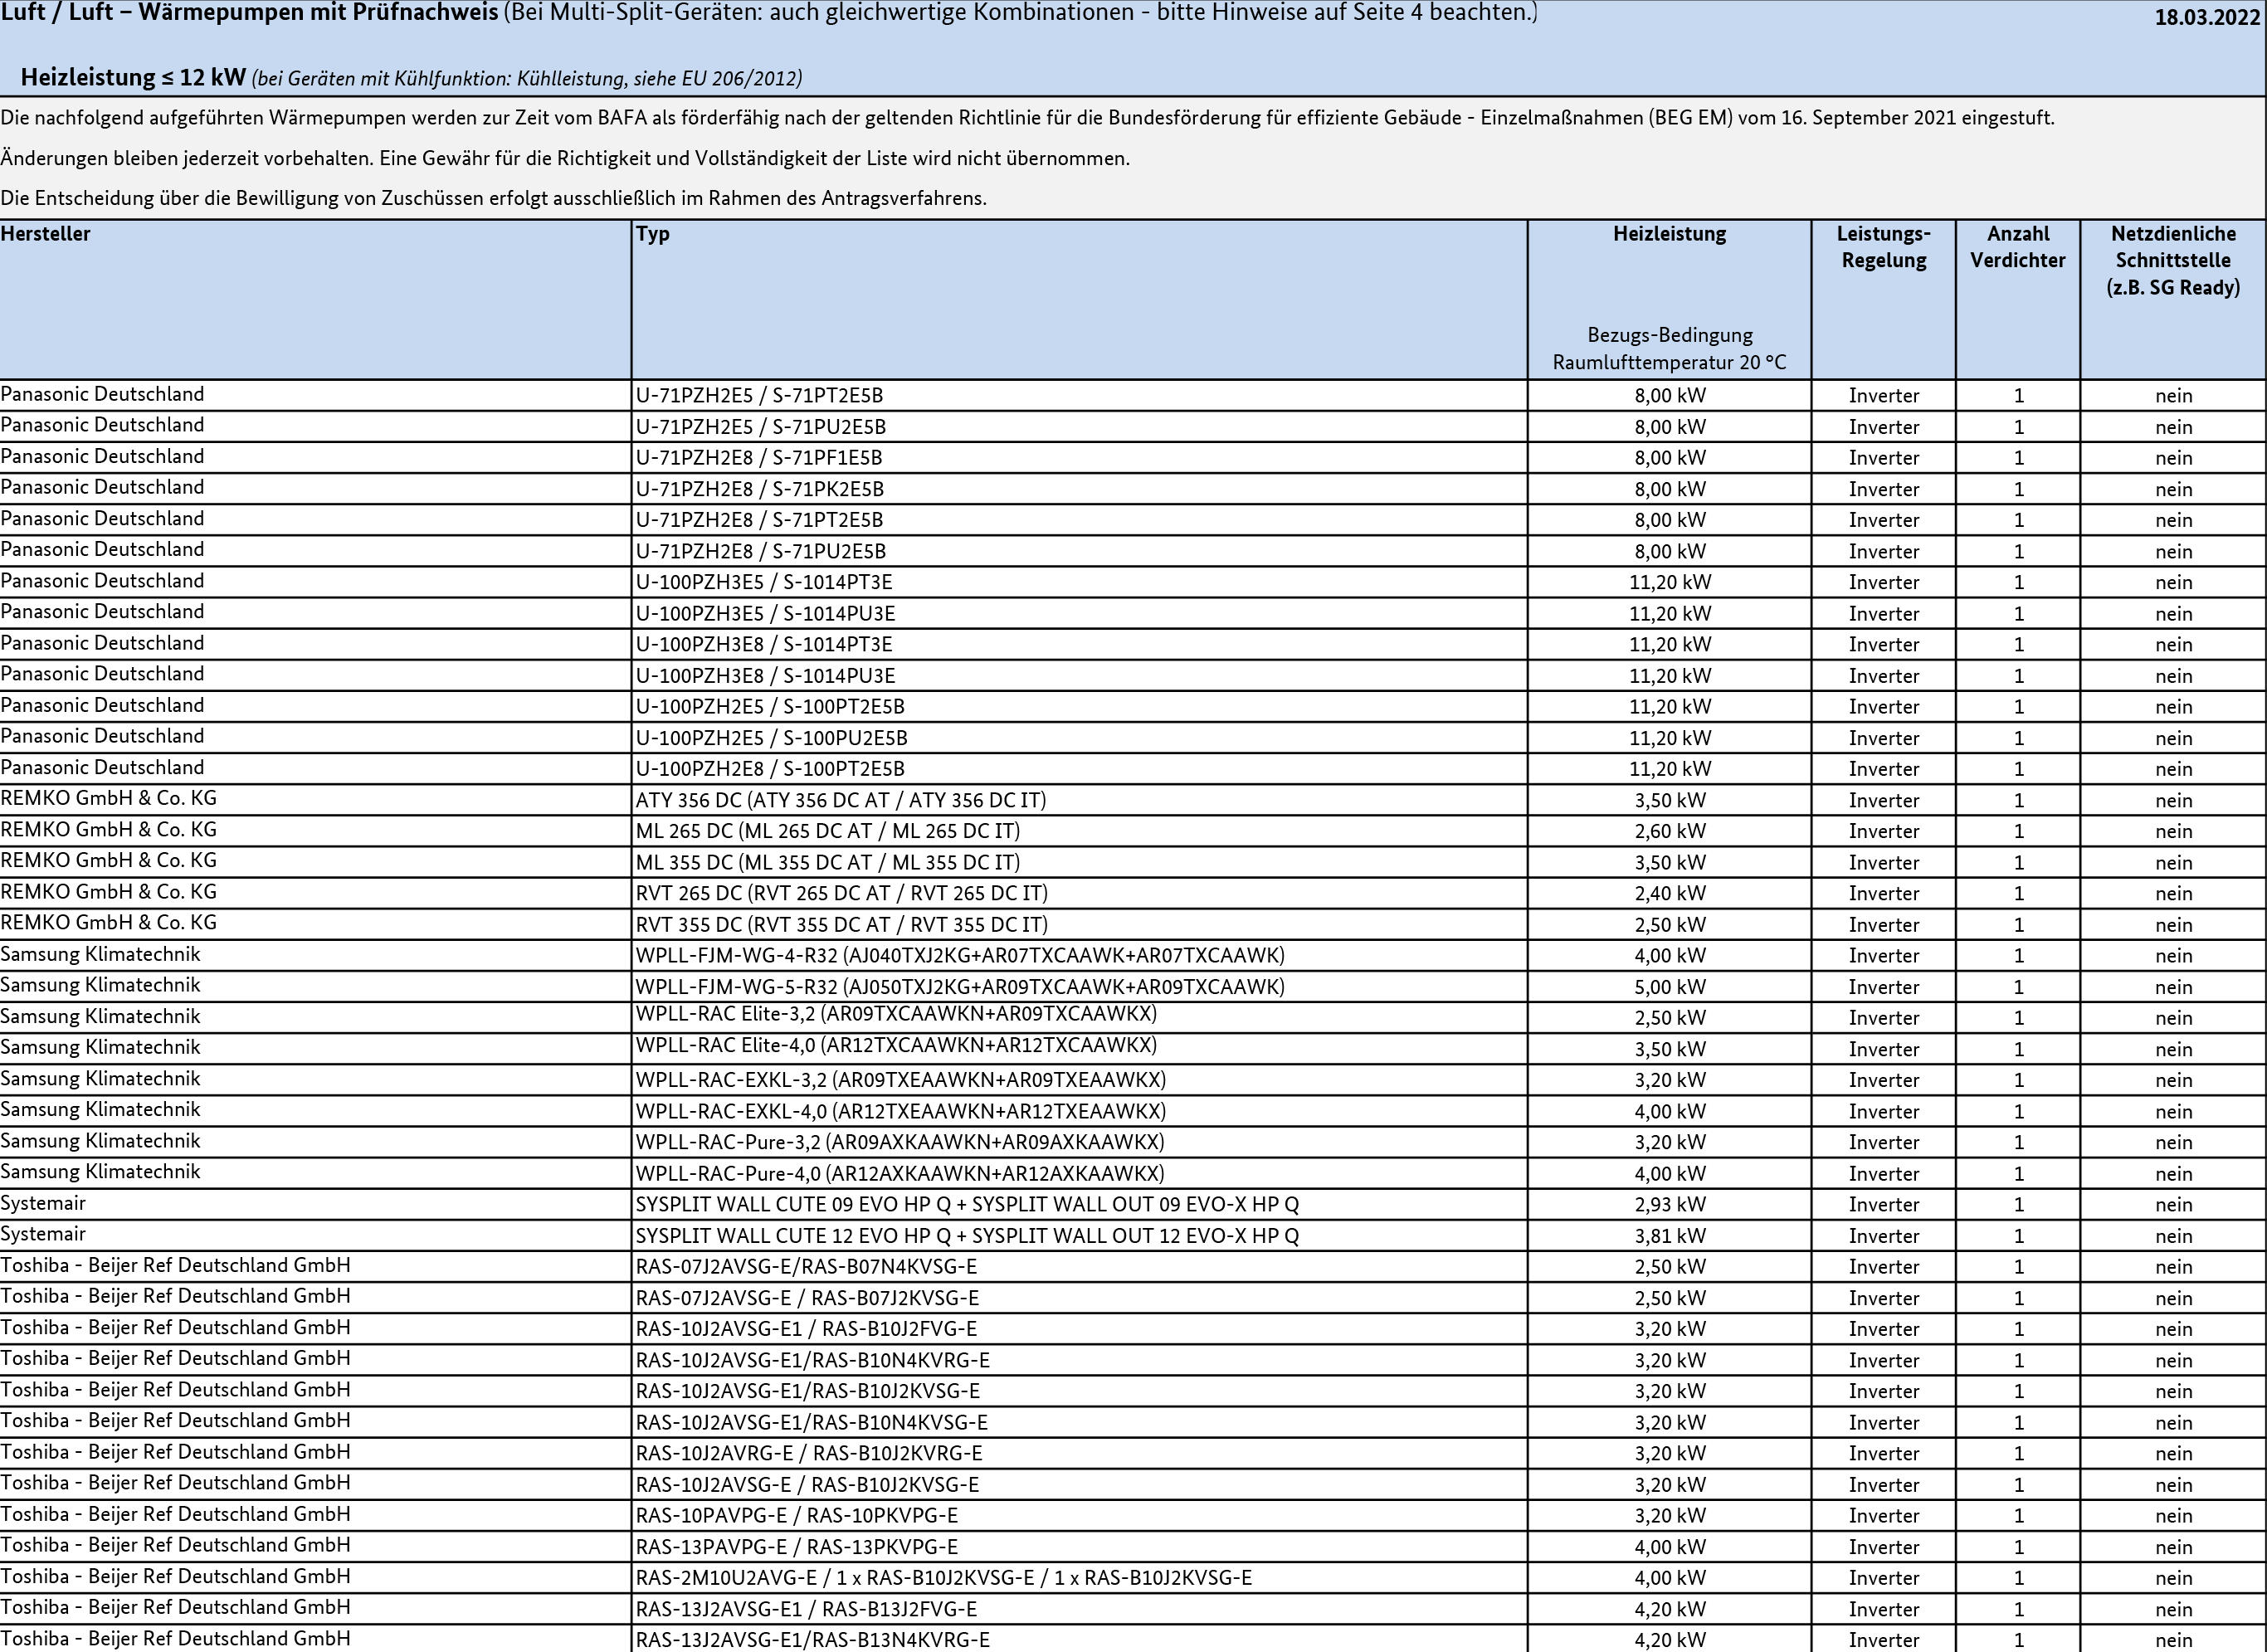 Luft / Luft – Wärmepumpen mit Prüfnachweis (Bei Multi-Split-Geräten: auch gleichwertige Kombinationen - bitte Hinweise auf Seite 4 beachten.) 18.03.2022
Heizleistung ≤ 12 kW (bei Geräten mit Kühlfunktion: Kühlleistung, siehe EU 206/2012)
Die nachfolgend aufgeführten Wärmepumpen werden zur Zeit vom BAFA als förderfähig nach der geltenden Richtlinie für die Bundesförderung für effiziente Gebäude - Einzelmaßnahmen (BEG EM) vom 16. September 2021 eingestuft.
Änderungen bleiben jederzeit vorbehalten. Eine Gewähr für die Richtigkeit und Vollständigkeit der Liste wird nicht übernommen.
Die Entscheidung über die Bewilligung von Zuschüssen erfolgt ausschließlich im Rahmen des Antragsverfahrens.
Hersteller Typ Heizleistung Leistungs- Anzahl Netzdienliche
Regelung Verdichter Schnittstelle
(z.B. SG Ready)
Bezugs-Bedingung
Raumlufttemperatur 20 °C
Panasonic Deutschland U-71PZH2E5 / S-71PT2E5B 8,00 kW Inverter 1 nein
Panasonic Deutschland U-71PZH2E5 / S-71PU2E5B 8,00 kW Inverter 1 nein
Panasonic Deutschland U-71PZH2E8 / S-71PF1E5B 8,00 kW Inverter 1 nein
Panasonic Deutschland U-71PZH2E8 / S-71PK2E5B 8,00 kW Inverter 1 nein
Panasonic Deutschland U-71PZH2E8 / S-71PT2E5B 8,00 kW Inverter 1 nein
Panasonic Deutschland U-71PZH2E8 / S-71PU2E5B 8,00 kW Inverter 1 nein
Panasonic Deutschland U-100PZH3E5 / S-1014PT3E 11,20 kW Inverter 1 nein
Panasonic Deutschland U-100PZH3E5 / S-1014PU3E 11,20 kW Inverter 1 nein
Panasonic Deutschland U-100PZH3E8 / S-1014PT3E 11,20 kW Inverter 1 nein
Panasonic Deutschland U-100PZH3E8 / S-1014PU3E 11,20 kW Inverter 1 nein
Panasonic Deutschland U-100PZH2E5 / S-100PT2E5B 11,20 kW Inverter 1 nein
Panasonic Deutschland U-100PZH2E5 / S-100PU2E5B 11,20 kW Inverter 1 nein
Panasonic Deutschland U-100PZH2E8 / S-100PT2E5B 11,20 kW Inverter 1 nein
REMKO GmbH & Co. KG ATY 356 DC (ATY 356 DC AT / ATY 356 DC IT) 3,50 kW Inverter 1 nein
REMKO GmbH & Co. KG ML 265 DC (ML 265 DC AT / ML 265 DC IT) 2,60 kW Inverter 1 nein
REMKO GmbH & Co. KG ML 355 DC (ML 355 DC AT / ML 355 DC IT) 3,50 kW Inverter 1 nein
REMKO GmbH & Co. KG RVT 265 DC (RVT 265 DC AT / RVT 265 DC IT) 2,40 kW Inverter 1 nein
REMKO GmbH & Co. KG RVT 355 DC (RVT 355 DC AT / RVT 355 DC IT) 2,50 kW Inverter 1 nein
Samsung Klimatechnik WPLL-FJM-WG-4-R32 (AJ040TXJ2KG+AR07TXCAAWK+AR07TXCAAWK) 4,00 kW Inverter 1 nein
Samsung Klimatechnik WPLL-FJM-WG-5-R32 (AJ050TXJ2KG+AR09TXCAAWK+AR09TXCAAWK) 5,00 kW Inverter 1 nein
Samsung Klimatechnik WPLL-RAC Elite-3,2 (AR09TXCAAWKN+AR09TXCAAWKX) 2,50 kW Inverter 1 nein
Samsung Klimatechnik WPLL-RAC Elite-4,0 (AR12TXCAAWKN+AR12TXCAAWKX) 3,50 kW Inverter 1 nein
Samsung Klimatechnik WPLL-RAC-EXKL-3,2 (AR09TXEAAWKN+AR09TXEAAWKX) 3,20 kW Inverter 1 nein
Samsung Klimatechnik WPLL-RAC-EXKL-4,0 (AR12TXEAAWKN+AR12TXEAAWKX) 4,00 kW Inverter 1 nein
Samsung Klimatechnik WPLL-RAC-Pure-3,2 (AR09AXKAAWKN+AR09AXKAAWKX) 3,20 kW Inverter 1 nein
Samsung Klimatechnik WPLL-RAC-Pure-4,0 (AR12AXKAAWKN+AR12AXKAAWKX) 4,00 kW Inverter 1 nein
Systemair SYSPLIT WALL CUTE 09 EVO HP Q + SYSPLIT WALL OUT 09 EVO-X HP Q 2,93 kW Inverter 1 nein
Systemair SYSPLIT WALL CUTE 12 EVO HP Q + SYSPLIT WALL OUT 12 EVO-X HP Q 3,81 kW Inverter 1 nein
Toshiba - Beijer Ref Deutschland GmbH RAS-07J2AVSG-E/RAS-B07N4KVSG-E 2,50 kW Inverter 1 nein
Toshiba - Beijer Ref Deutschland GmbH RAS-07J2AVSG-E / RAS-B07J2KVSG-E 2,50 kW Inverter 1 nein
Toshiba - Beijer Ref Deutschland GmbH RAS-10J2AVSG-E1 / RAS-B10J2FVG-E 3,20 kW Inverter 1 nein
Toshiba - Beijer Ref Deutschland GmbH RAS-10J2AVSG-E1/RAS-B10N4KVRG-E 3,20 kW Inverter 1 nein
Toshiba - Beijer Ref Deutschland GmbH RAS-10J2AVSG-E1/RAS-B10J2KVSG-E 3,20 kW Inverter 1 nein
Toshiba - Beijer Ref Deutschland GmbH RAS-10J2AVSG-E1/RAS-B10N4KVSG-E 3,20 kW Inverter 1 nein
Toshiba - Beijer Ref Deutschland GmbH RAS-10J2AVRG-E / RAS-B10J2KVRG-E 3,20 kW Inverter 1 nein
Toshiba - Beijer Ref Deutschland GmbH RAS-10J2AVSG-E / RAS-B10J2KVSG-E 3,20 kW Inverter 1 nein
Toshiba - Beijer Ref Deutschland GmbH RAS-10PAVPG-E / RAS-10PKVPG-E 3,20 kW Inverter 1 nein
Toshiba - Beijer Ref Deutschland GmbH RAS-13PAVPG-E / RAS-13PKVPG-E 4,00 kW Inverter 1 nein
Toshiba - Beijer Ref Deutschland GmbH RAS-2M10U2AVG-E / 1 x RAS-B10J2KVSG-E / 1 x RAS-B10J2KVSG-E 4,00 kW Inverter 1 nein
Toshiba - Beijer Ref Deutschland GmbH RAS-13J2AVSG-E1 / RAS-B13J2FVG-E 4,20 kW Inverter 1 nein
Toshiba - Beijer Ref Deutschland GmbH RAS-13J2AVSG-E1/RAS-B13N4KVRG-E 4,20 kW Inverter 1 nein